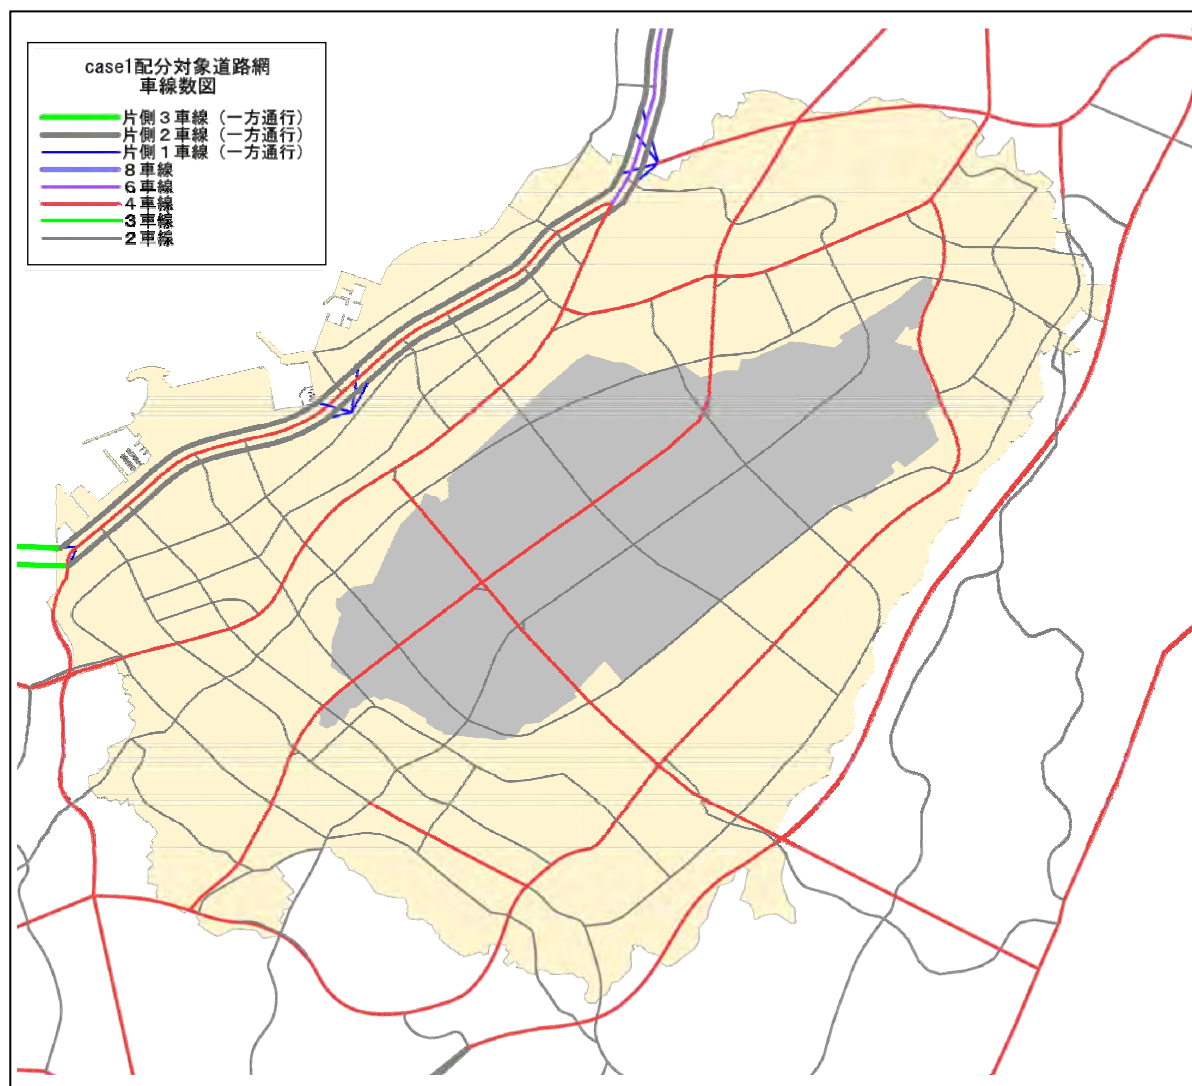 case1配分対象道路網
車線数図
片側３車線（一方通行）
片側２車線（一方通行）
片側１車線（一方通行）
８車線
６車線
４車線
３車線
２車線